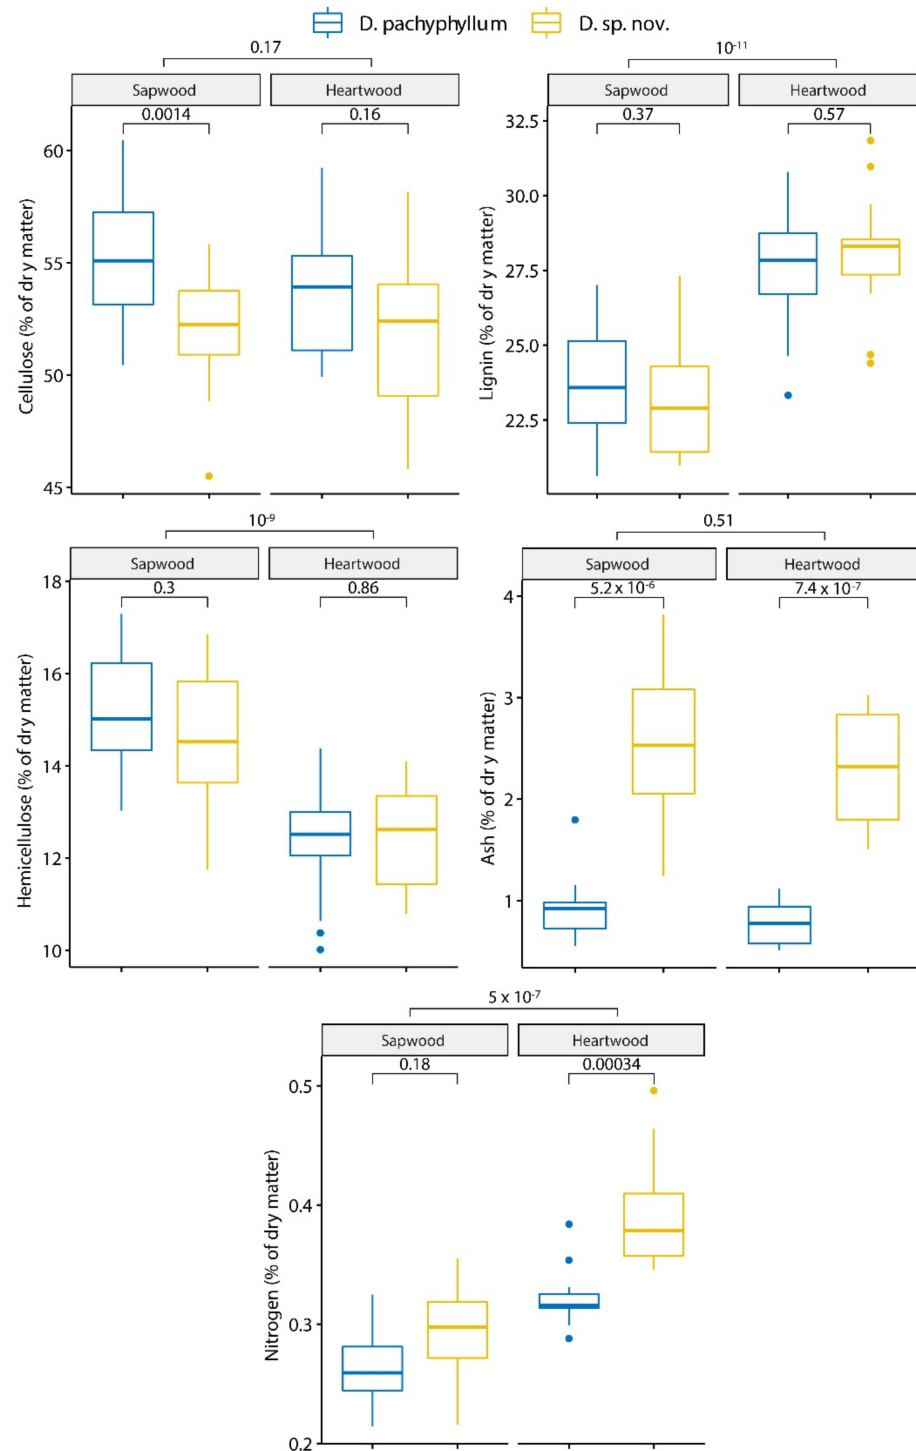 D. pachyphyllum D. sp. nov.
0.17
Sapwood Heartwood
0.0014 0.16
Cellulose (% of dr y matter)
60
55
50
45
10⁻¹¹
Sapwood Heartwood
0.37 0.57
Lignin (% of dry matter)
32.5
30.0
27.5
25.0
22.5
10⁻⁹
Sapwood Heartwood
0.3 0.86
Hemicellulose (% of dry matter)
18
16
14
12
10
0.51
Sapwood Heartwood
5.2 x 10⁻⁶ 7.4 x 10⁻⁷
Ash (% of dr y matter)
4
3
2
1
5 x 10⁻⁷
Sapwood Heartwood
0.18 0.00034
Nitrogen (% of dry matter)
0.5
0.4
0.3
0.2